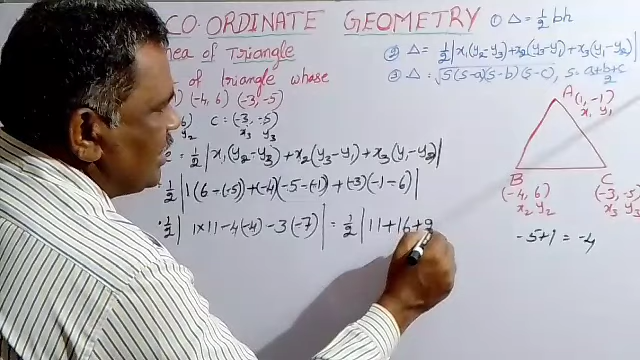 CO. ORDINATE GEOMETRY ① Δ = 1/2 bh
of Triangle
② Δ = 1/2 |x₁(y₂-y₃)+x₂(y₃-y₁)+x₃(y₁-y₂)|
of triangle whose
③ Δ = √S(S-a)(S-b)(S-c), S = a+b+c/2
(-4, 6) (-3, -5)
A(1, -1)
x₁ y₁
C = (-3, -5)
y₂ x₃ y₃
= 1/2 |x₁(y₂-y₃)+x₂(y₃-y₁)+x₃(y₁-y₂)|
= 1/2 |1(6-(-5))+(-4)(-5-(-1))+(-3)(-1-6)|
B C
(-4, 6) (-3, -5)
x₂ y₂ x₃ y₃
1/2 | 1×11-4(-4)-3(-7)| = 1/2 |11+16+
-5+1 = -4